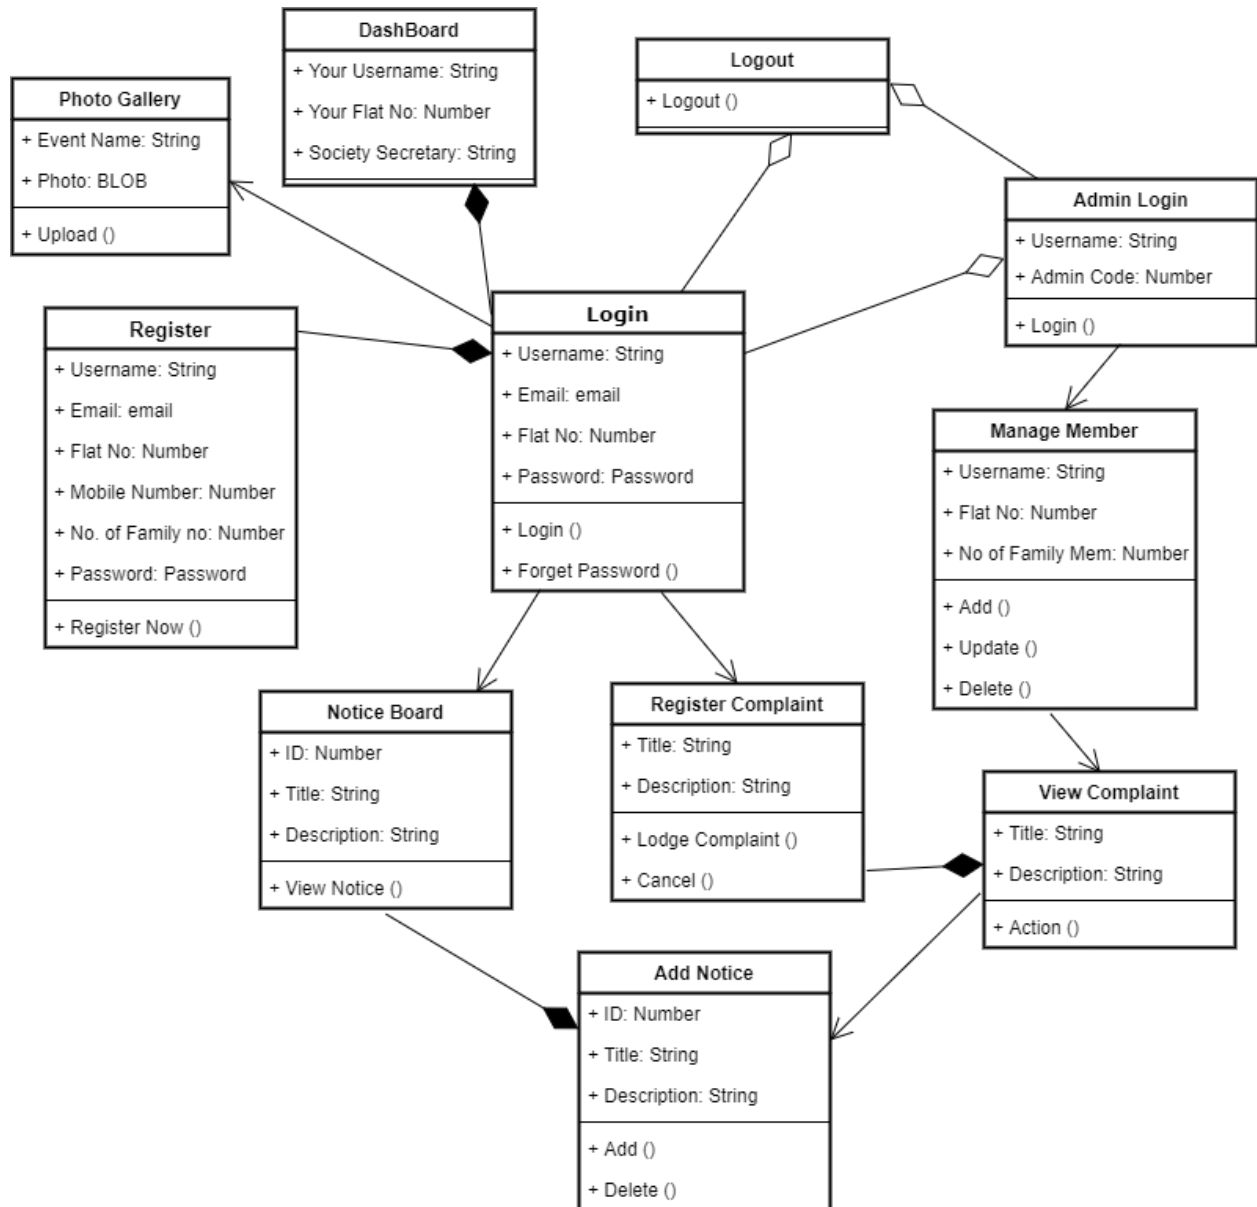 DashBoard
+ Your Username: String
+ Your Flat No: Number
+ Society Secretary: String
Logout
+ Logout ()
Photo Gallery
+ Event Name: String
+ Photo: BLOB
+ Upload ()
Admin Login
+ Username: String
+ Admin Code: Number
+ Login ()
Register
+ Username: String
+ Email: email
+ Flat No: Number
+ Mobile Number: Number
+ No. of Family no: Number
+ Password: Password
+ Register Now ()
Login
+ Username: String
+ Email: email
+ Flat No: Number
+ Password: Password
+ Login ()
+ Forget Password ()
Manage Member
+ Username: String
+ Flat No: Number
+ No of Family Mem: Number
+ Add ()
+ Update ()
+ Delete ()
Notice Board
+ ID: Number
+ Title: String
+ Description: String
+ View Notice ()
Register Complaint
+ Title: String
+ Description: String
+ Lodge Complaint ()
+ Cancel ()
View Complaint
+ Title: String
+ Description: String
+ Action ()
Add Notice
+ ID: Number
+ Title: String
+ Description: String
+ Add ()
+ Delete ()